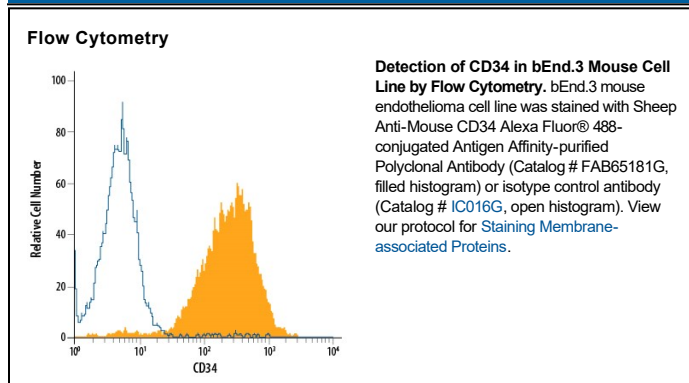 Flow Cytometry
100
80
60
40
20
0
Relative Cell Number
10⁰ 10¹ 10² 10³ 10⁴
CD34
Detection of CD34 in bEnd.3 Mouse Cell
Line by Flow Cytometry. bEnd.3 mouse
endothelioma cell line was stained with Sheep
Anti-Mouse CD34 Alexa Fluor® 488-
conjugated Antigen Affinity-purified
Polyclonal Antibody (Catalog # FAB65181G,
filled histogram) or isotype control antibody
(Catalog # IC016G, open histogram). View
our protocol for Staining Membrane-
associated Proteins.